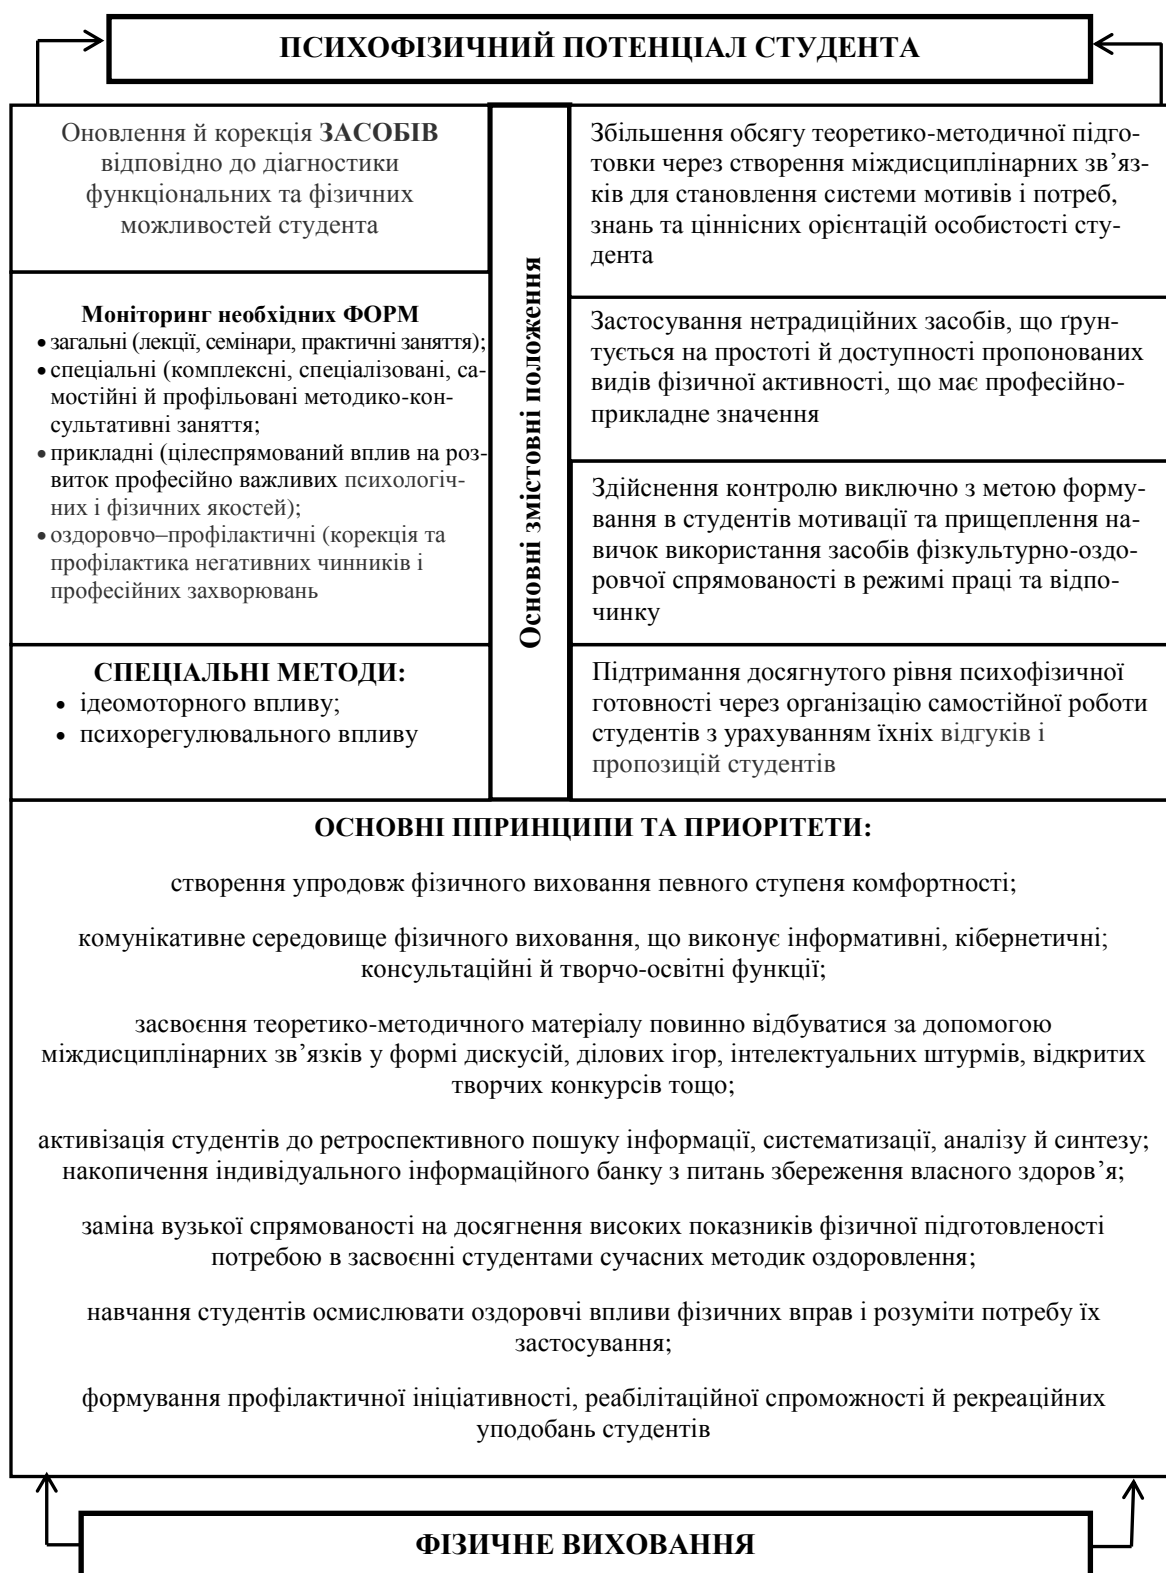 ПСИХОФІЗИЧНИЙ ПОТЕНЦІАЛ СТУДЕНТА
Оновлення й корекція ЗАСОБІВ
відповідно до діагностики
функціональних та фізичних
можливостей студента
Моніторинг необхідних ФОРМ
• загальні (лекції, семінари, практичні заняття);
• спеціальні (комплексні, спеціалізовані, са-
мостійні й профільовані методико-кон-
сультативні заняття;
• прикладні (цілеспрямований вплив на роз-
виток професійно важливих психологіч-
них і фізичних якостей);
• оздоровчо–профілактичні (корекція та
профілактика негативних чинників і
професійних захворювань
СПЕЦІАЛЬНІ МЕТОДИ:
• ідеомоторного впливу;
• психорегулювального впливу
Основні змістовні положення
Збільшення обсягу теоретико-методичної підго-
товки через створення міждисциплінарних зв’яз-
ків для становлення системи мотивів і потреб,
знань та ціннісних орієнтацій особистості сту-
дента
Застосування нетрадиційних засобів, що ґрун-
тується на простоті й доступності пропонованих
видів фізичної активності, що має професійно-
прикладне значення
Здійснення контролю виключно з метою форму-
вання в студентів мотивації та прищеплення на-
вичок використання засобів фізкультурно-оздо-
ровчої спрямованості в режимі праці та відпо-
чинку
Підтримання досягнутого рівня психофізичної
готовності через організацію самостійної роботи
студентів з урахуванням їхніх відгуків і
пропозицій студентів
ОСНОВНІ ППРИНЦИПИ ТА ПРИОРІТЕТИ:
створення упродовж фізичного виховання певного ступеня комфортності;
комунікативне середовище фізичного виховання, що виконує інформативні, кібернетичні;
консультаційні й творчо-освітні функції;
засвоєння теоретико-методичного матеріалу повинно відбуватися за допомогою
міждисциплінарних зв’язків у формі дискусій, ділових ігор, інтелектуальних штурмів, відкритих
творчих конкурсів тощо;
активізація студентів до ретроспективного пошуку інформації, систематизації, аналізу й синтезу;
накопичення індивідуального інформаційного банку з питань збереження власного здоров’я;
заміна вузької спрямованості на досягнення високих показників фізичної підготовленості
потребою в засвоєнні студентами сучасних методик оздоровлення;
навчання студентів осмислювати оздоровчі впливи фізичних вправ і розуміти потребу їх
застосування;
формування профілактичної ініціативності, реабілітаційної спроможності й рекреаційних
уподобань студентів
ФІЗИЧНЕ ВИХОВАННЯ